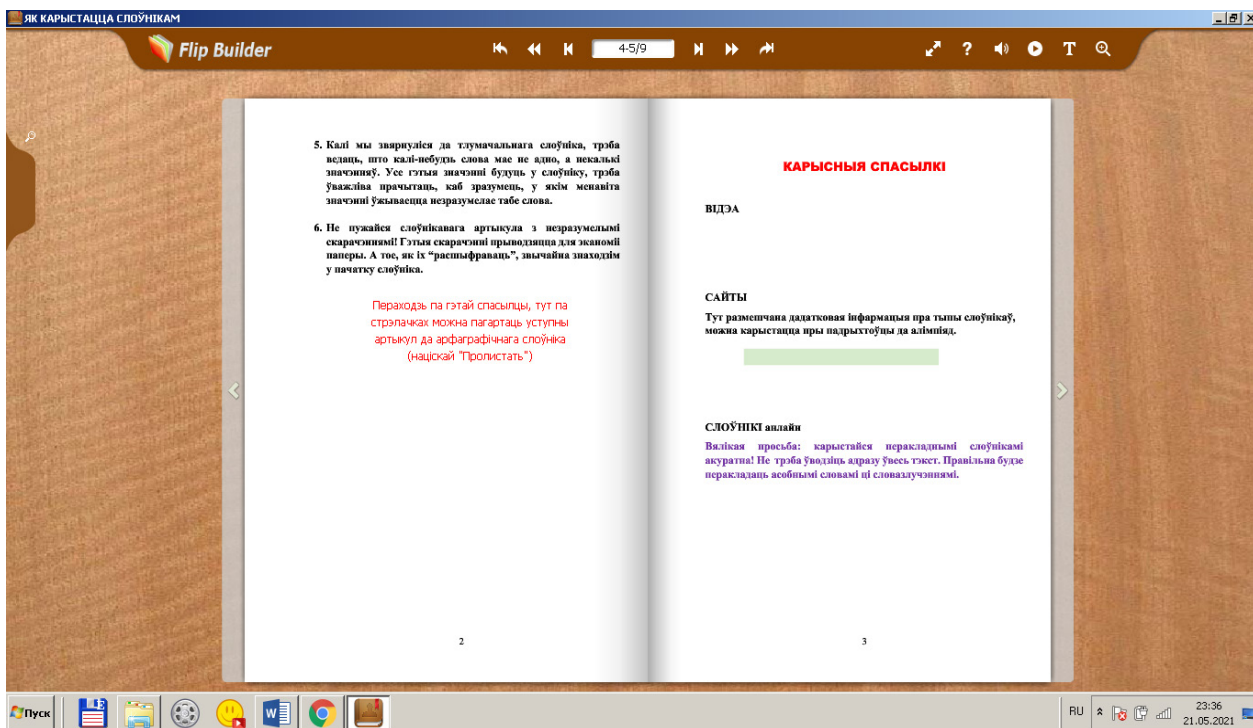 ЯК КАРЫСТАЦЦА СЛОЎНІКАМ
Flip Builder
4-5/9
5. Калі мы звярнуліся да тлумачальнага слоўніка, трэба
ведаць, што калі-небудзь слова мае не адно, а некалькі
значэнняў. Усе гэтыя значэнні будуць у слоўніку, трэба
ўважліва прачытаць, каб зразумець, у якім менавіта
значэнні ўжываецца незразумелае табе слова.
6. Не пужайся слоўнікавага артыкула з незразумелымі
скарачэннямі! Гэтыя скарачэнні прыводзяцца для эканоміі
паперы. А тое, як іх “расшыфраваць”, звычайна знаходзім
у пачатку слоўніка.
Пераходзь па гэтай спасылцы, тут па
стрэлачках можна пагартаць уступны
артыкул да арфаграфічнага слоўніка
(націскай "Пролистать")
2
КАРЫСНЫЯ СПАСЫЛКІ
ВІДЭА
САЙТЫ
Тут размешчана дадатковая інфармацыя пра тыпы слоўнікаў,
можна карыстацца пры падрыхтоўцы да алімпіяд.
СЛОЎНІКІ анлайн
Вялікая просьба: карыстайся перакладнымі слоўнікамі
акуратна! Не трэба ўводзіць адразу ўвесь тэкст. Правільна будзе
перакладаць асобнымі словамі ці словазлучэннямі.
3
Пуск
RU
23:36
21.05.2021